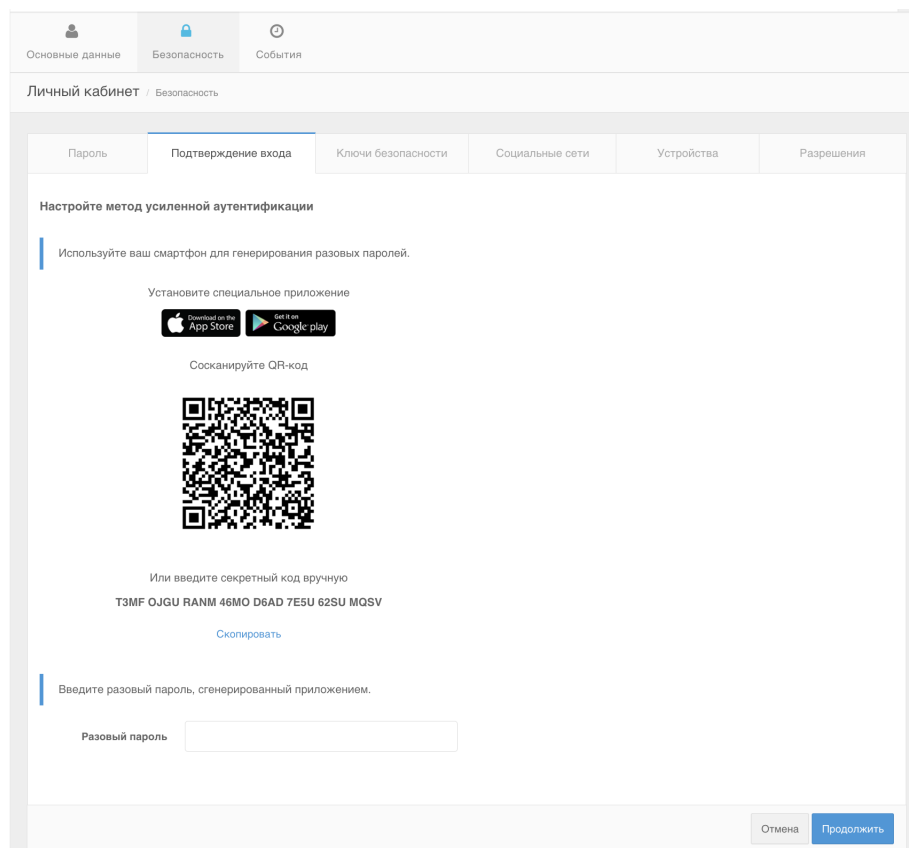 Основные данные
Безопасность
События
Личный кабинет / Безопасность
Пароль
Подтверждение входа
Ключи безопасности
Социальные сети
Устройства
Разрешения
Настройте метод усиленной аутентификации
Используйте ваш смартфон для генерирования разовых паролей.
Установите специальное приложение
Download on the
App Store
Get it on
Google play
Сосканируйте QR-код
Или введите секретный код вручную
T3MF OJGU RANM 46MO D6AD 7E5U 62SU MQSV
Скопировать
Введите разовый пароль, сгенерированный приложением.
Разовый пароль
Отмена
Продолжить